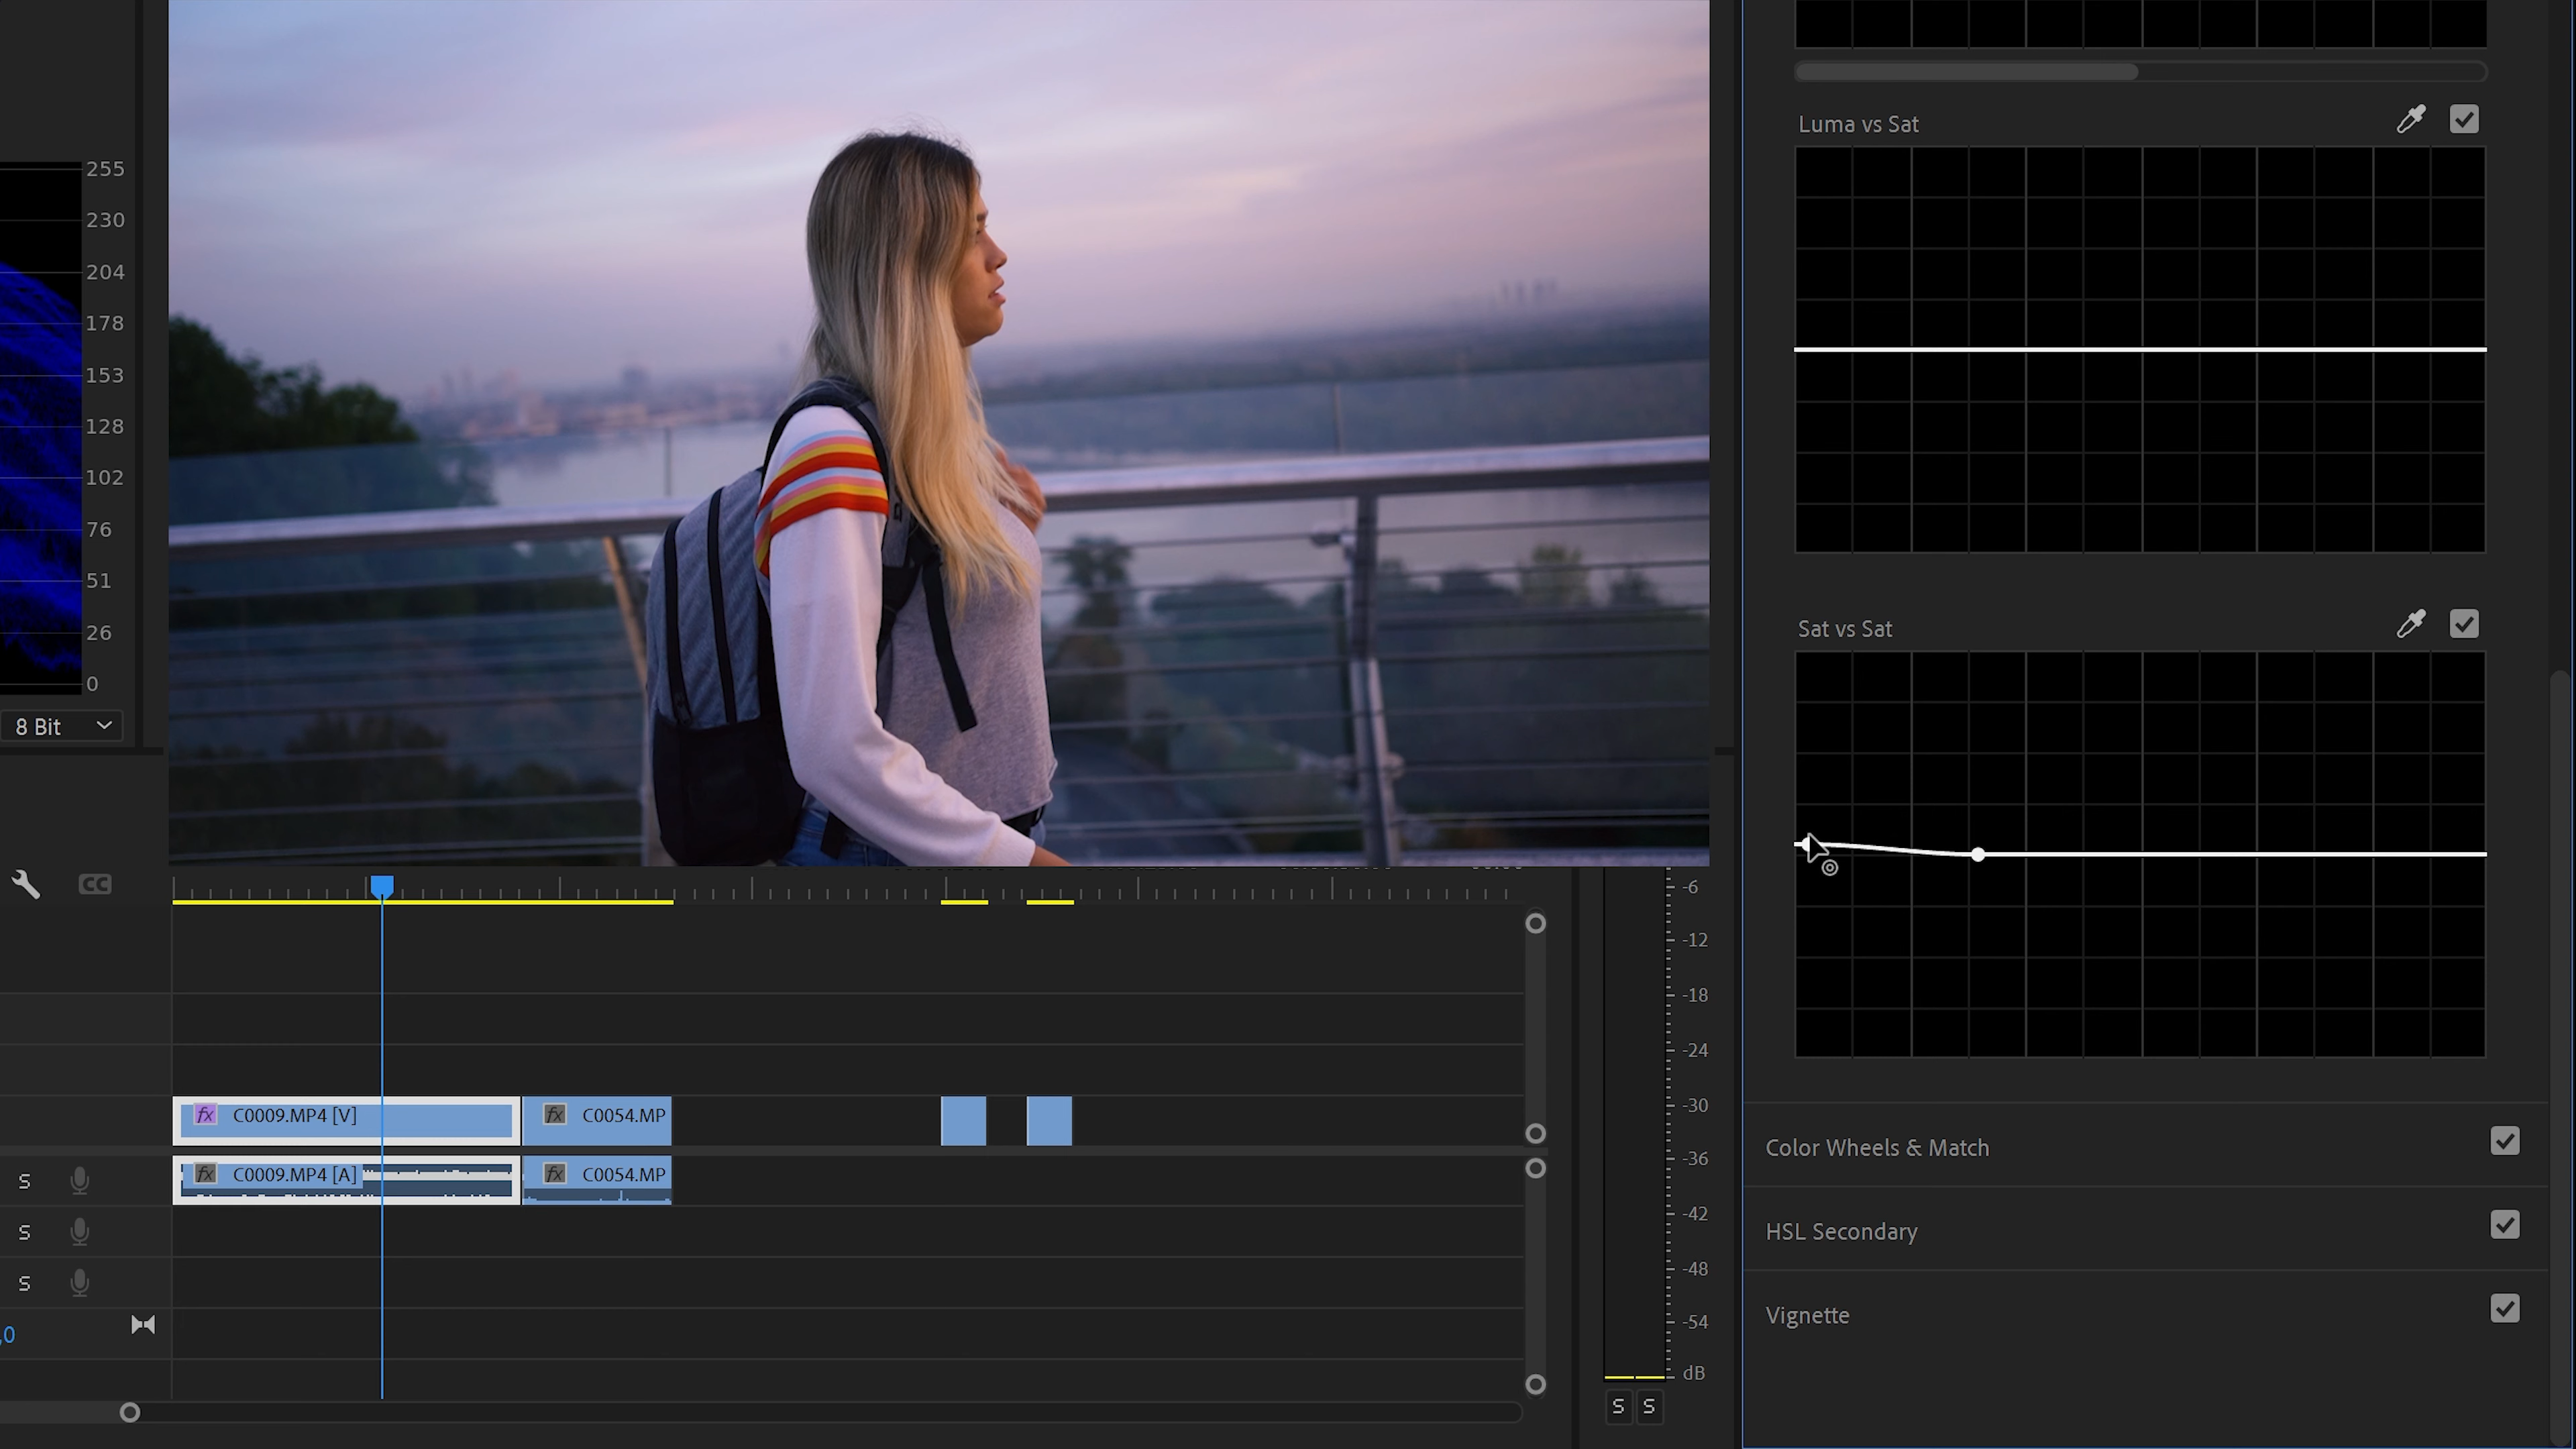 Luma vs Sat
255
230
204
178
153
128
102
76
51
26
0
8 Bit
Sat vs Sat
CC
-6
-12
-18
-24
-30
-36
-42
-48
-54
dB
fx C0009.MP4 [V]
fx C0054.MP
fx C0009.MP4 [A]
fx C0054.MP
S
S
S
,0
S S
Color Wheels & Match
HSL Secondary
Vignette